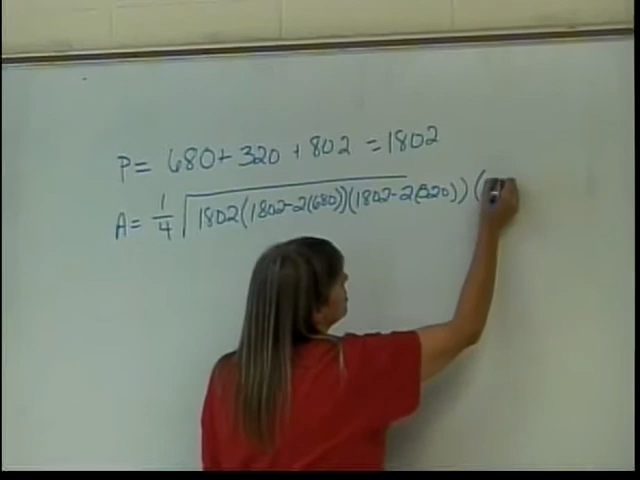 P = 680 + 320 + 802 = 1802
A = 1/4 √1802(1802-2(680))(1802-2(320))(